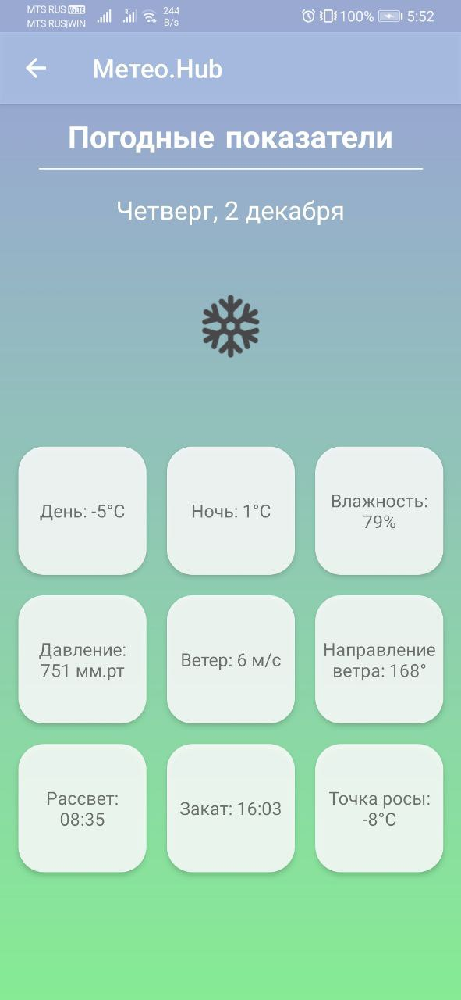 MTS RUS VoLTE
MTS RUS|WIN
244
B/s
100%
5:52
Метео.Hub
Погодные показатели
Четверг, 2 декабря
День: -5°C
Ночь: 1°C
Влажность:
79%
Давление:
751 мм.рт
Ветер: 6 м/с
Направление
ветра: 168°
Рассвет:
08:35
Закат: 16:03
Точка росы:
-8°C